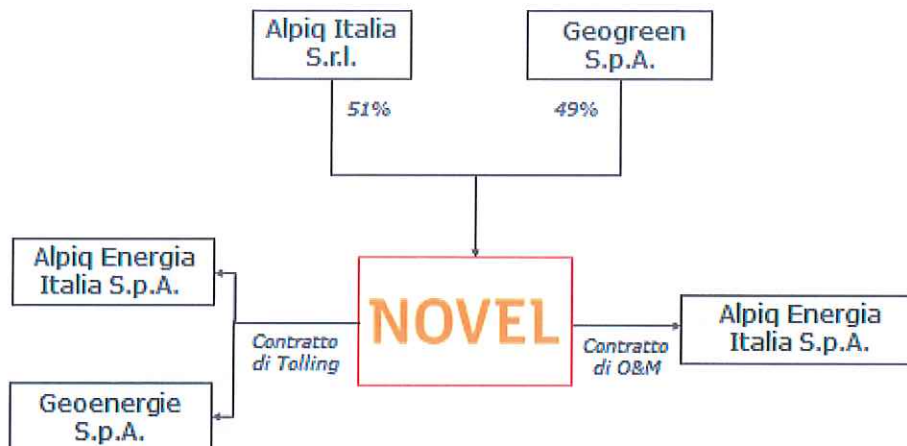 Alpiq Italia
S.r.l.
Geogreen
S.p.A.
51%
49%
Alpiq Energia
Italia S.p.A.
NOVEL
Alpiq Energia
Italia S.p.A.
Contratto
di Tolling
Contratto
di O&M
Geoenergie
S.p.A.